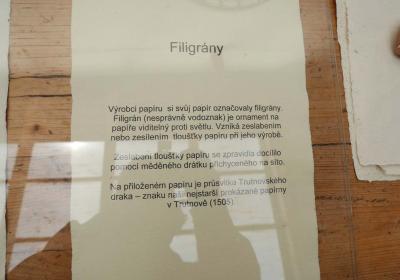 Filigrány
Výrobci papíru si svůj papír označovaly filigrány.
Filigrán (nesprávně vodoznak) je ornament na
papíře viditelný proti světlu. Vzniká zeslabením
nebo zesílením tloušťky papíru při jeho výrobě.
Zeslabení tloušťky papíru se zpravidla docílilo
pomocí měděného drátku přichyceného na síto.
Na přiloženém papíru je průsvitka Trutnovského
draka – znaku naší nejstarší prokázané papírny
v Trutnově (1505).